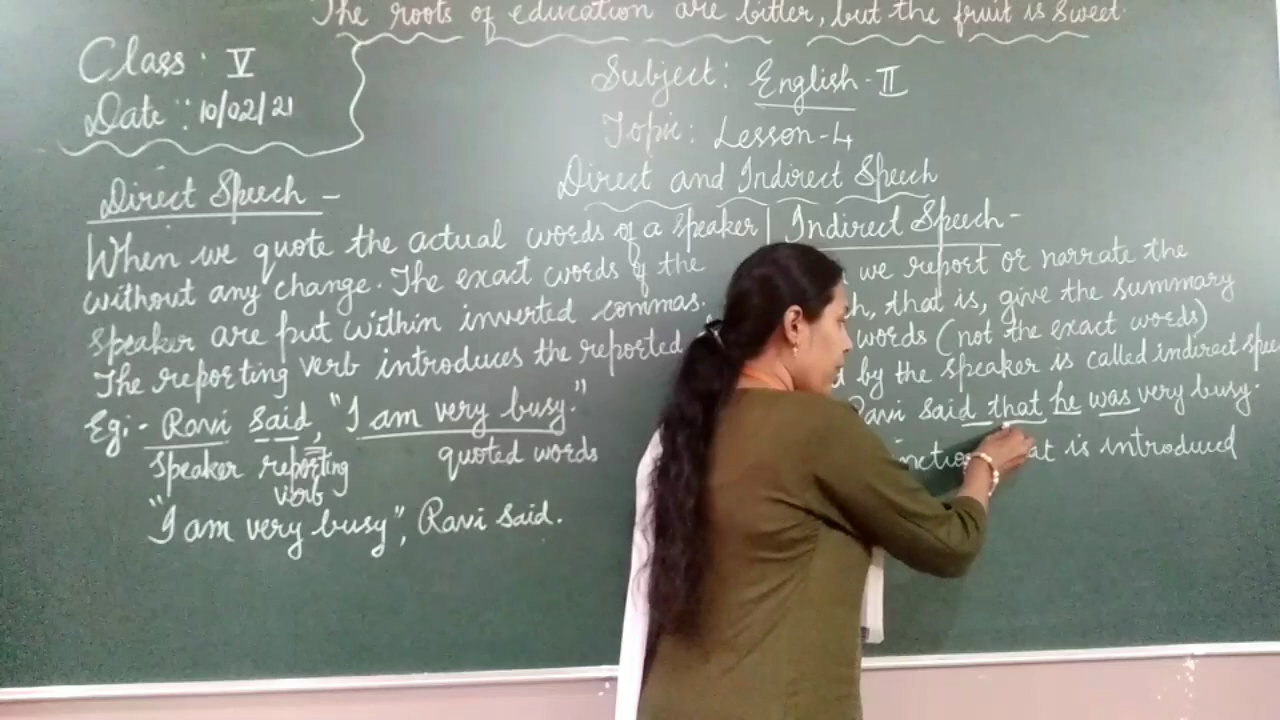 The roots of education are bitter, but the fruit is sweet.
Class : V
Date :: 10/02/21
Subject : English - II
Topic : Lesson - 4
Direct and Indirect Speech
Direct Speech -
When we quote the actual words of a speaker
without any change. The exact words of the
speaker are put within inverted commas.
The reporting verb introduces the reported
Eg: - Ravi said, "I am very busy."
speaker reporting quoted words
verb
"I am very busy", Ravi said.
Indirect Speech -
we report or narrate the
that is, give the summary
words (not the exact words)
by the speaker is called indirect
Ravi said that he was very busy.
is introduced